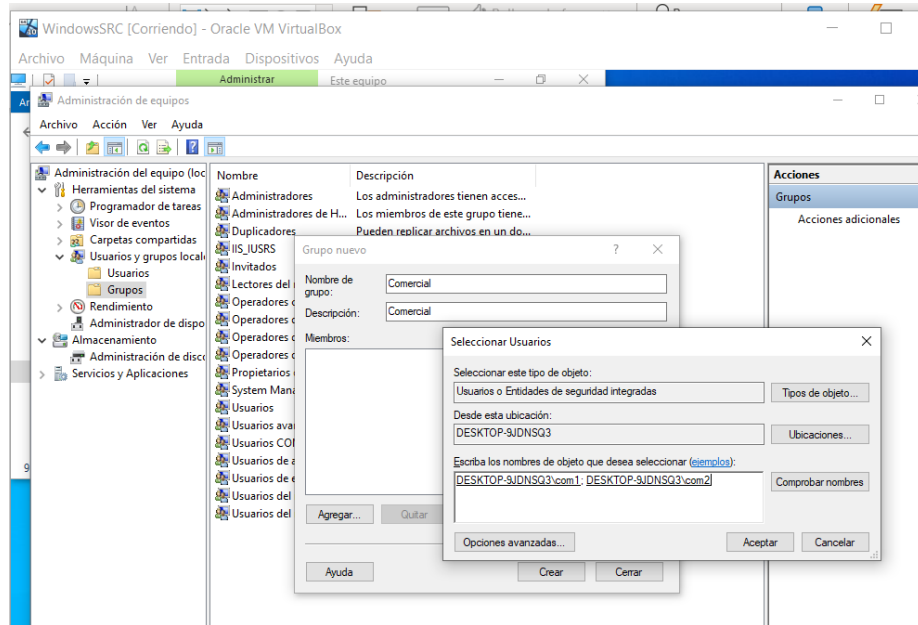 WindowsSRC [Corriendo] - Oracle VM VirtualBox
Archivo Máquina Ver Entrada Dispositivos Ayuda
Administrar Este equipo
Administración de equipos
Archivo Acción Ver Ayuda
Administración del equipo (loc
Herramientas del sistema
Programador de tareas
Visor de eventos
Carpetas compartidas
Usuarios y grupos locale
Usuarios
Grupos
Rendimiento
Administrador de dispo
Almacenamiento
Administración de disco
Servicios y Aplicaciones
Nombre Descripción
Administradores Los administradores tienen acces...
Administradores de H... Los miembros de este grupo tiene...
Duplicadores Pueden replicar archivos en un do...
IIS_IUSRS
Invitados
Lectores del
Operadores
Operadores
Operadores
Operadores
Propietarios
System Mana
Usuarios
Usuarios ava
Usuarios CO
Usuarios de a
Usuarios de e
Usuarios del
Usuarios del
Acciones
Grupos
Acciones adicionales
Grupo nuevo
Nombre de
grupo:
Comercial
Descripción:
Comercial
Miembros:
Agregar... Quitar
Ayuda Crear Cerrar
Seleccionar Usuarios
Seleccionar este tipo de objeto:
Usuarios o Entidades de seguridad integradas Tipos de objeto...
Desde esta ubicación:
DESKTOP-9JDNSQ3 Ubicaciones...
Escriba los nombres de objeto que desea seleccionar (ejemplos):
DESKTOP-9JDNSQ3\com1; DESKTOP-9JDNSQ3\com2 Comprobar nombres
Opciones avanzadas... Aceptar Cancelar